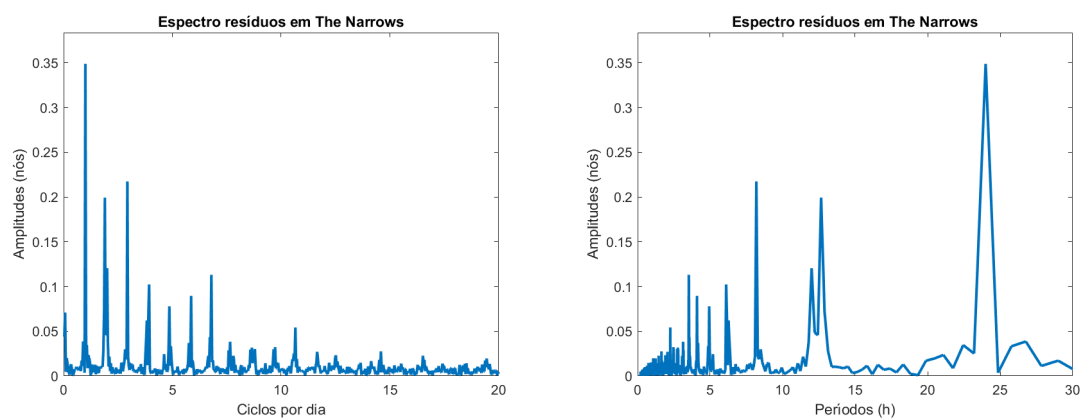 Espectro resíduos em The Narrows
0.35
0.3
0.25
0.2
0.15
0.1
0.05
0
Amplitudes (nós)
0 5 10 15 20
Ciclos por dia
Espectro resíduos em The Narrows
0.35
0.3
0.25
0.2
0.15
0.1
0.05
0
Amplitudes (nós)
0 5 10 15 20 25 30
Períodos (h)